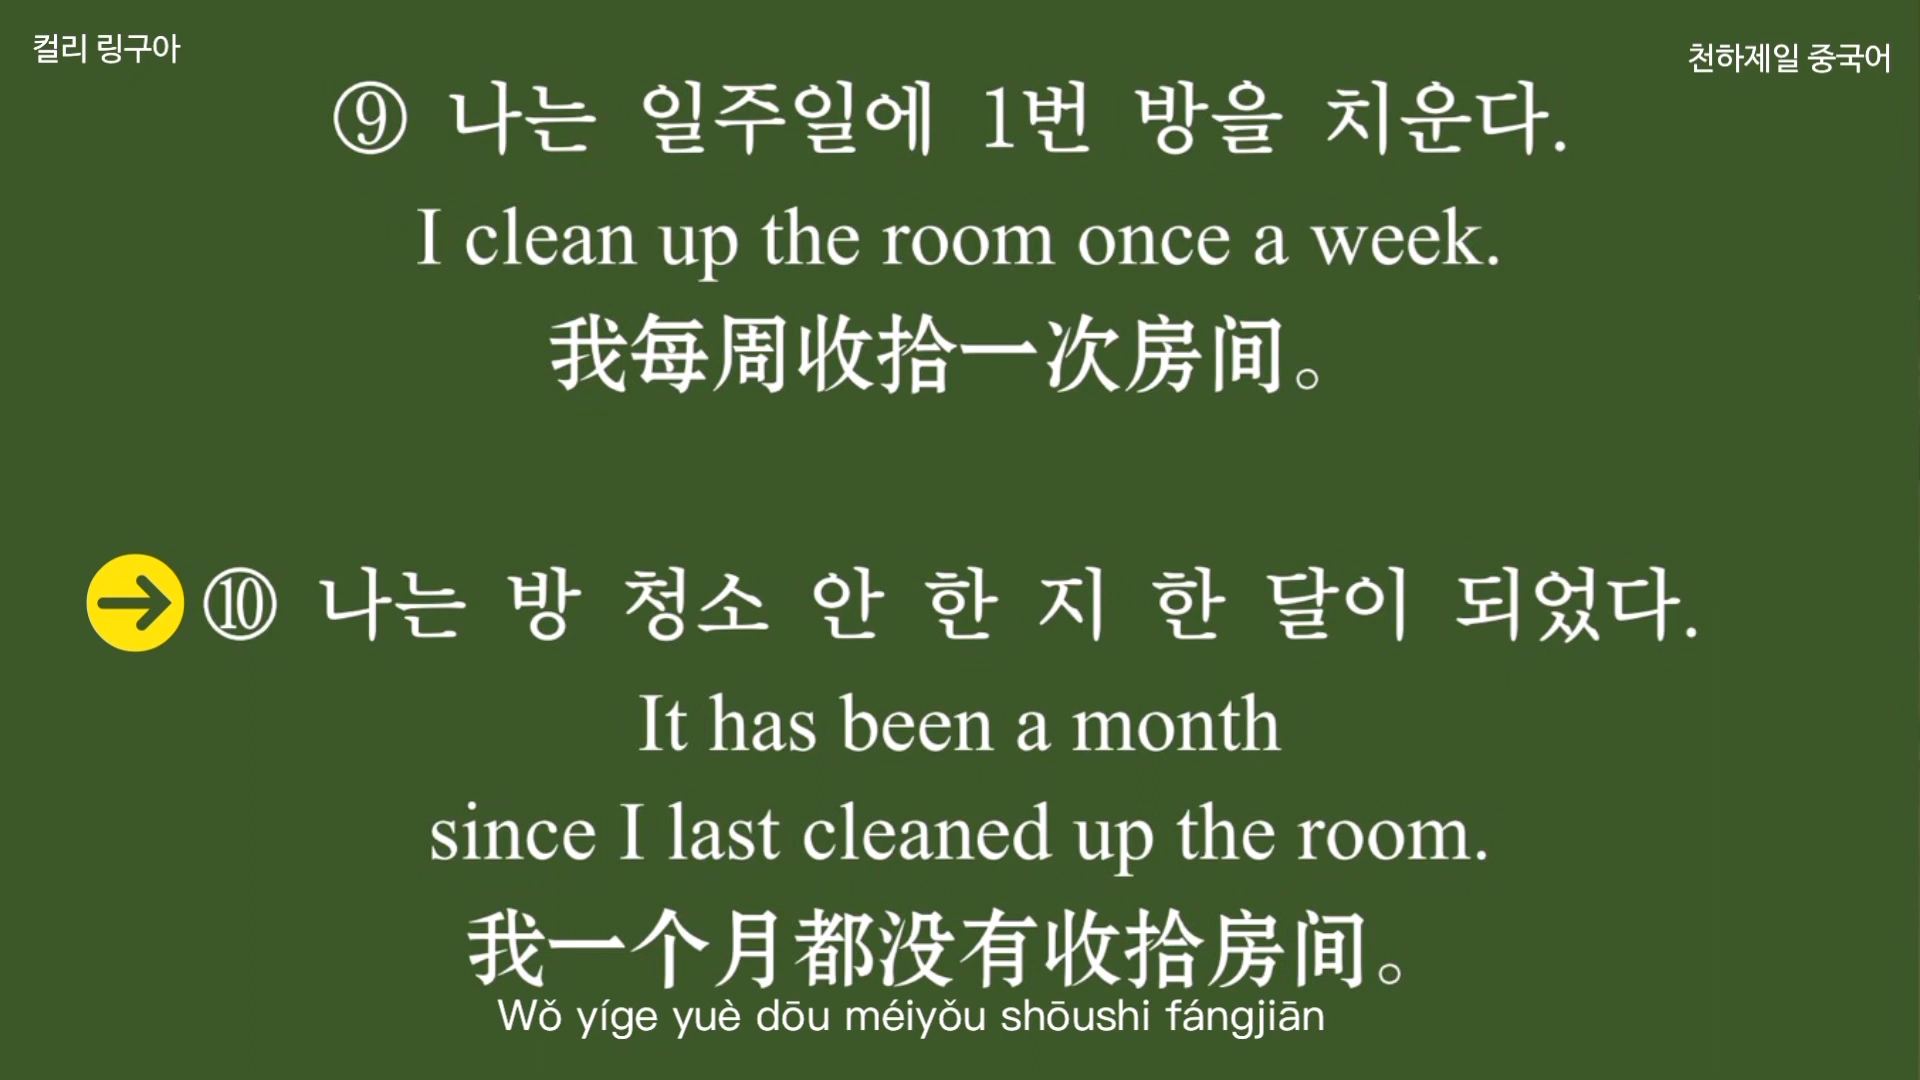 컬리 링구아
천하제일 중국어
⑨ 나는 일주일에 1번 방을 치운다.
I clean up the room once a week.
我每周收拾一次房间。
⑩ 나는 방 청소 안 한 지 한 달이 되었다.
It has been a month
since I last cleaned up the room.
我一个月都没有收拾房间。
Wǒ yíge yuè dōu méiyǒu shōushi fángjiān